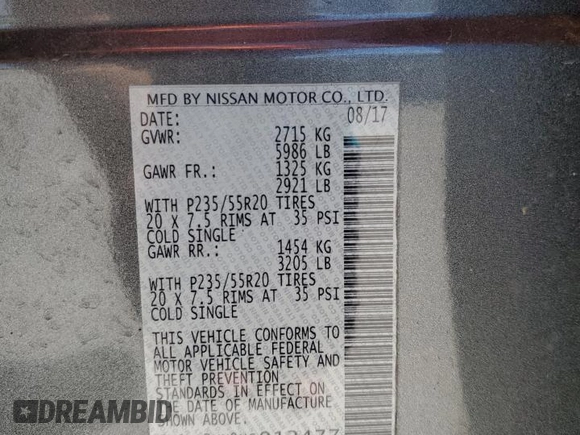 MFD BY NISSAN MOTOR CO., LTD.
DATE: 08/17
GVWR: 2715 KG
5986 LB
GAWR FR.: 1325 KG
2921 LB
WITH P235/55R20 TIRES
20 X 7.5 RIMS AT 35 PSI
COLD SINGLE
GAWR RR.: 1454 KG
3205 LB
WITH P235/55R20 TIRES
20 X 7.5 RIMS AT 35 PSI
COLD SINGLE
THIS VEHICLE CONFORMS TO
ALL APPLICABLE FEDERAL
MOTOR VEHICLE SAFETY AND
THEFT PREVENTION
STANDARDS IN EFFECT ON
THE DATE OF MANUFACTURE
SHOWN ABOVE.
DREAMBID